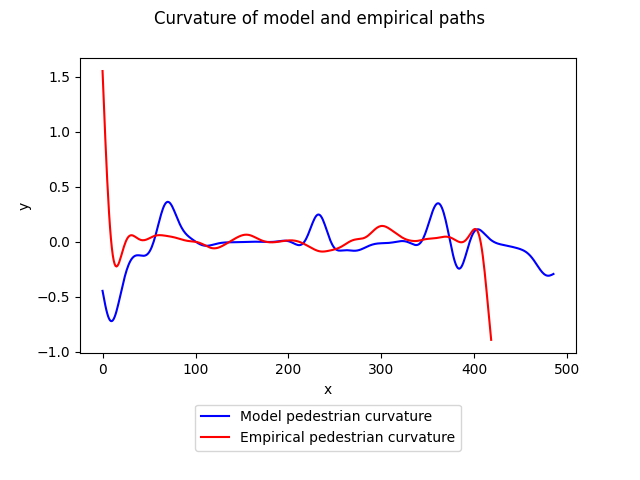 Curvature of model and empirical paths
1.5
1.0
0.5
0.0
−0.5
−1.0
y
0 100 200 300 400 500
x
Model pedestrian curvature
Empirical pedestrian curvature